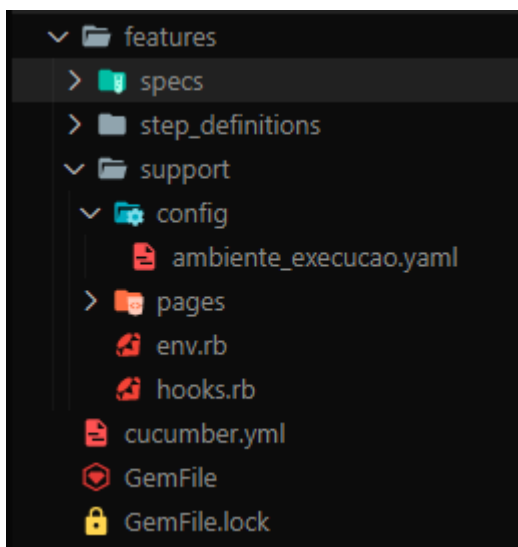 features
specs
step_definitions
support
config
ambiente_execucao.yaml
pages
env.rb
hooks.rb
cucumber.yml
GemFile
GemFile.lock